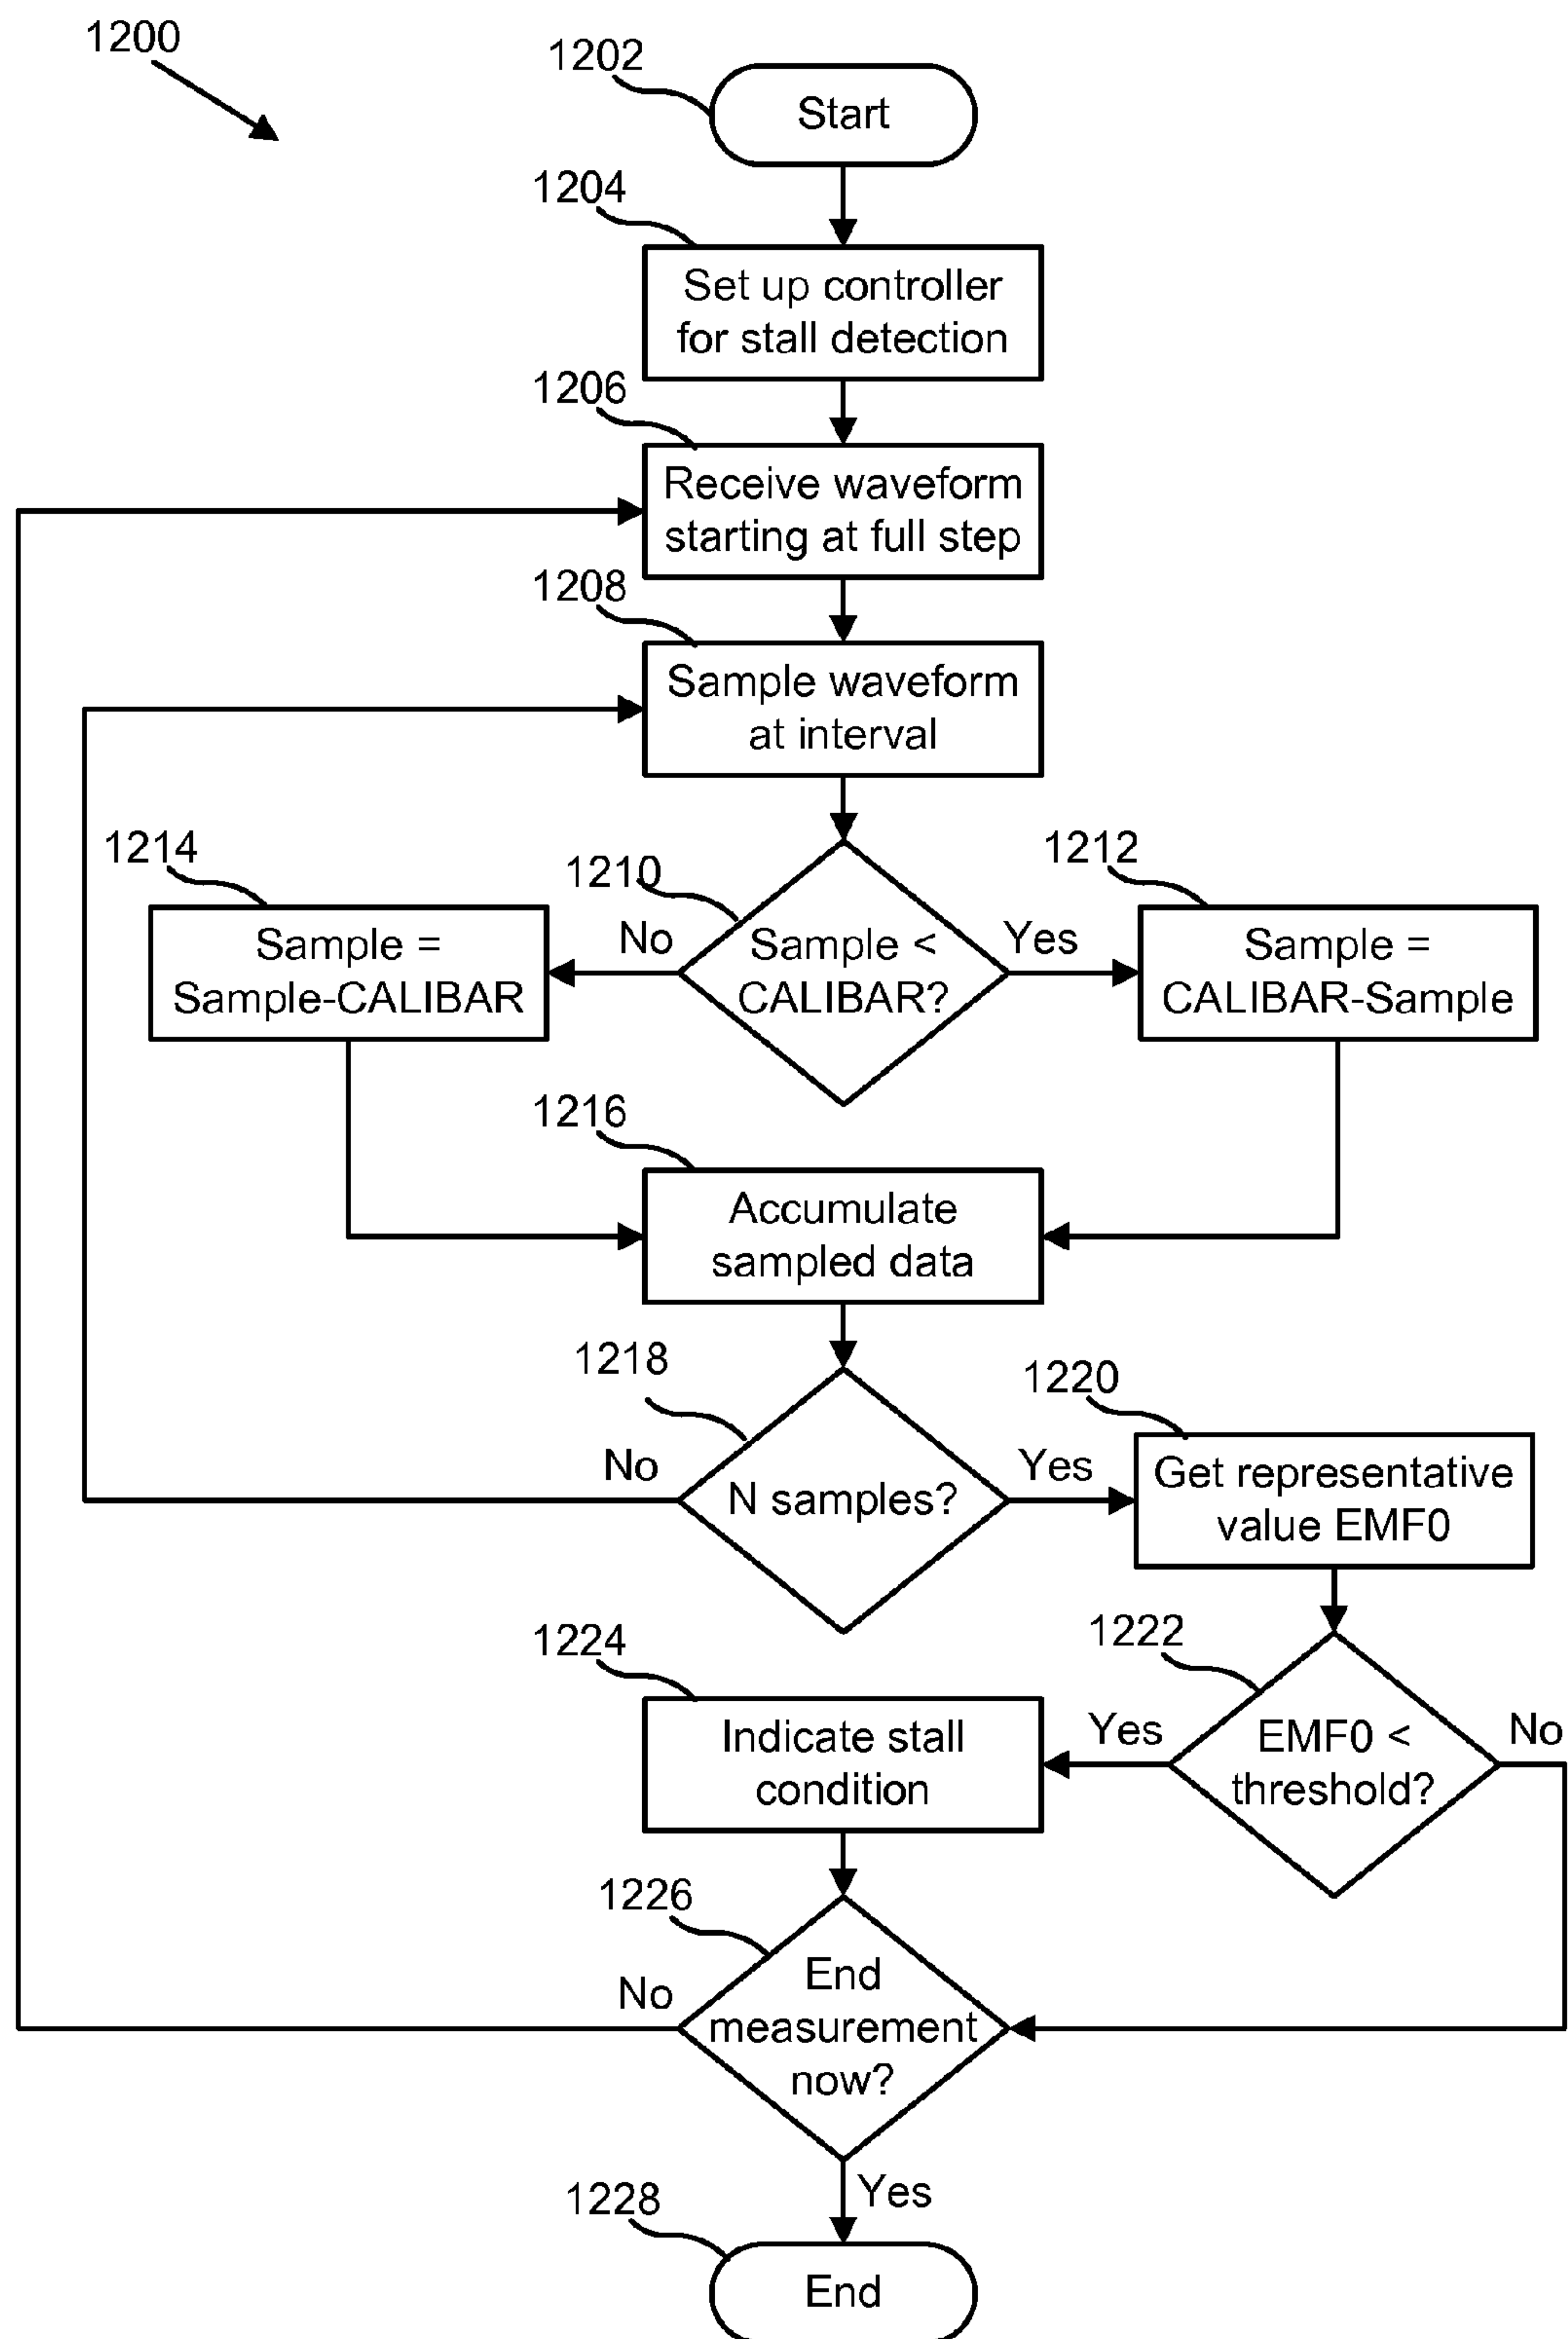 1200
1202
Start
1204
Set up controller
for stall detection
1206
Receive waveform
starting at full step
1208
Sample waveform
at interval
1214
1210
1212
Sample =
Sample-CALIBAR
No
Sample <
CALIBAR?
Yes
Sample =
CALIBAR-Sample
1216
Accumulate
sampled data
1218
1220
No
N samples?
Yes
Get representative
value EMF0
1224
1222
Indicate stall
condition
Yes
EMF0 <
threshold?
No
1226
No
End
measurement
now?
Yes
1228
End